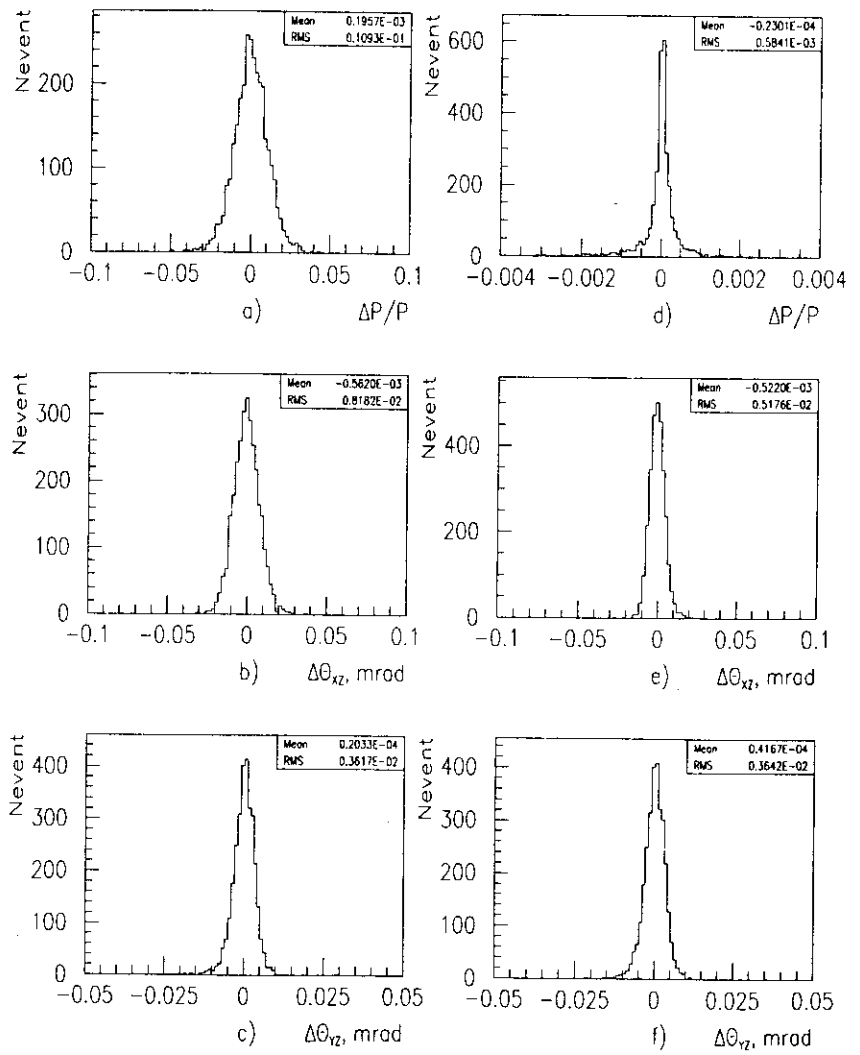 Nevent
Mean 0.1957E-03
RMS 0.1093E-01
200
100
0
-0.1 -0.05 0 0.05 0.1
a) ΔP/P
Nevent
Mean -0.2301E-04
RMS 0.5841E-03
600
400
200
0
-0.004 -0.002 0 0.002 0.004
d) ΔP/P
Nevent
Mean -0.5620E-03
RMS 0.8182E-02
300
200
100
0
-0.1 -0.05 0 0.05 0.1
b) ΔΘXZ, mrad
Nevent
Mean -0.5220E-03
RMS 0.5176E-02
400
200
0
-0.1 -0.05 0 0.05 0.1
e) ΔΘXZ, mrad
Nevent
Mean 0.2033E-04
RMS 0.3617E-02
400
300
200
100
0
-0.05 -0.025 0 0.025 0.05
c) ΔΘYZ, mrad
Nevent
Mean 0.4167E-04
RMS 0.3642E-02
400
300
200
100
0
-0.05 -0.025 0 0.025 0.05
f) ΔΘYZ, mrad